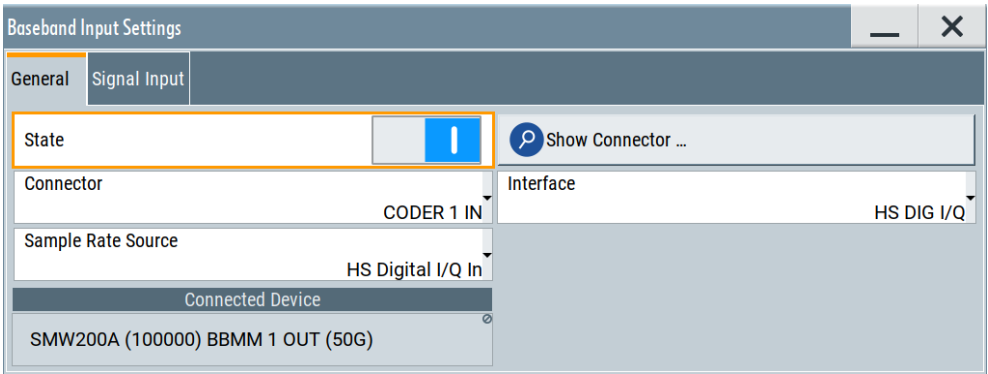 Baseband Input Settings
General
Signal Input
State
Show Connector ...
Connector
CODER 1 IN
Interface
HS DIG I/Q
Sample Rate Source
HS Digital I/Q In
Connected Device
SMW200A (100000) BBMM 1 OUT (50G)